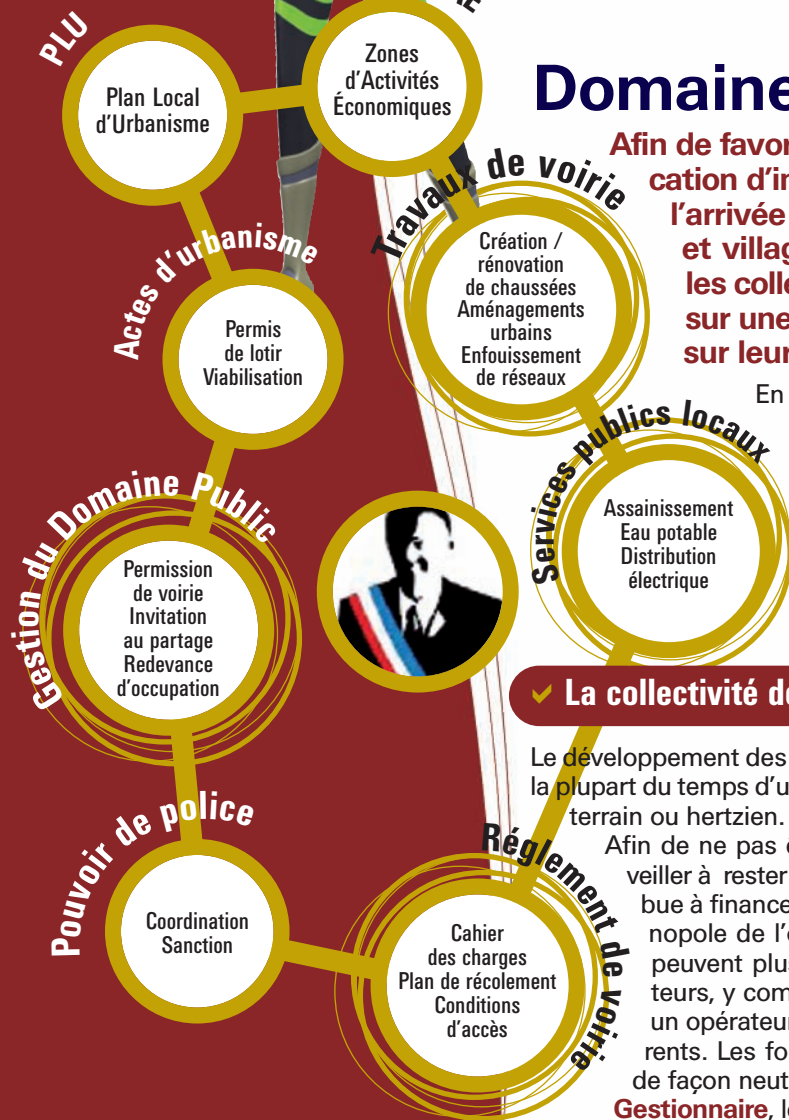 PLU
Plan Local
d'Urbanisme
Zones
d'Activités
Économiques
Actes d'urbanisme
Permis
de lotir
Viabilisation
Travaux de voirie
Création /
rénovation
de chaussées
Aménagements
urbains
Enfouissement
de réseaux
Services publics locaux
Assainissement
Eau potable
Distribution
électrique
Gestion du Domaine Public
Permission
de voirie
Invitation
au partage
Redevance
d'occupation
Pouvoir de police
Coordination
Sanction
Réglement de voirie
Cahier
des charges
Plan de récolement
Conditions
d'accès
Domaine
Afin de favor
cation d'in
l'arrivée
et villag
les colle
sur une
sur leur
En
La collectivité d
Le développement des
la plupart du temps d'u
terrain ou hertzien.
Afin de ne pas
veiller à rester
bue à finance
nopole de l'
peuvent plus
teurs, y com
un opérateur
rents. Les fo
de façon neut
Gestionnaire, l